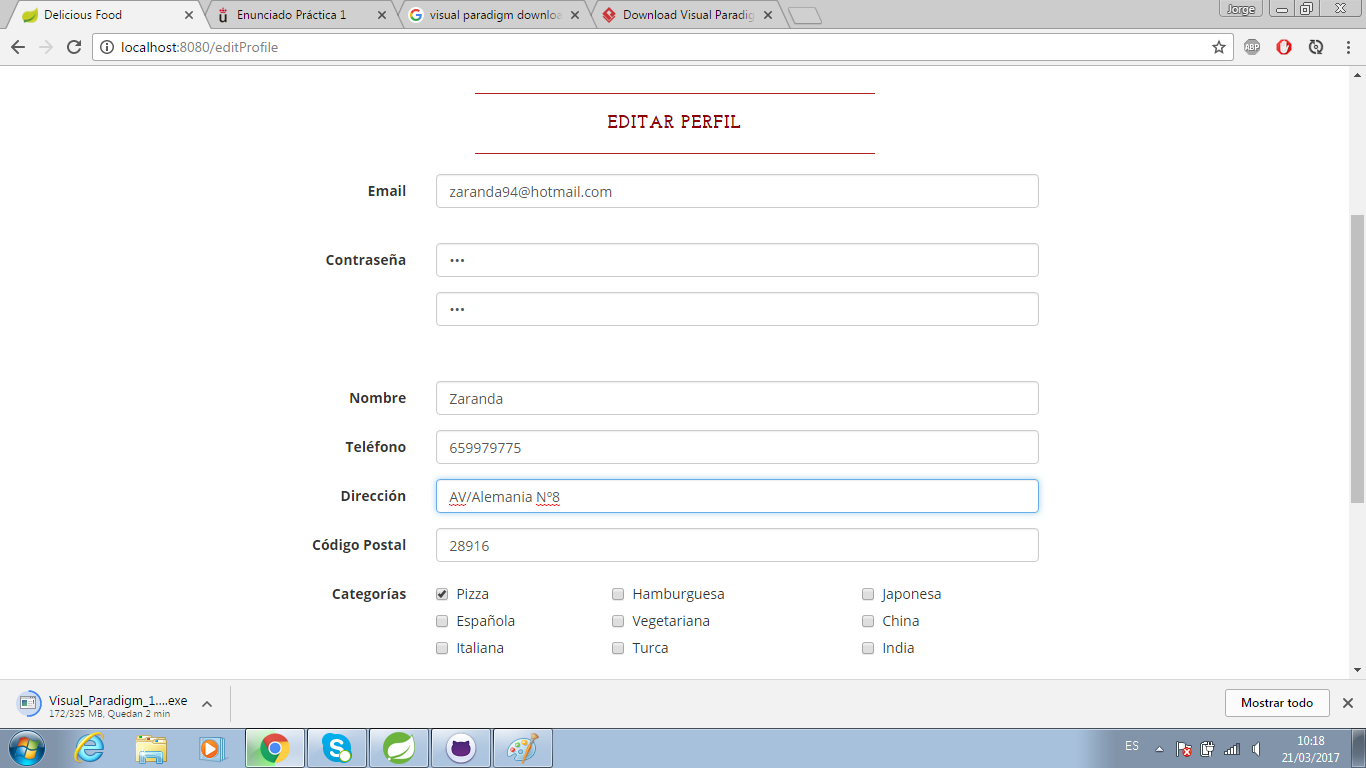 Delicious Food
Enunciado Práctica 1
visual paradigm downloa
Download Visual Paradig
Jorge
localhost:8080/editProfile
ABP
EDITAR PERFIL
Email zaranda94@hotmail.com
Contraseña •••
•••
Nombre Zaranda
Teléfono 659979775
Dirección AV/Alemania Nº8
Código Postal 28916
Categorías Pizza Hamburguesa Japonesa
Española Vegetariana China
Italiana Turca India
Visual_Paradigm_1....exe
172/325 MB, Quedan 2 min
Mostrar todo
ES
10:18
21/03/2017